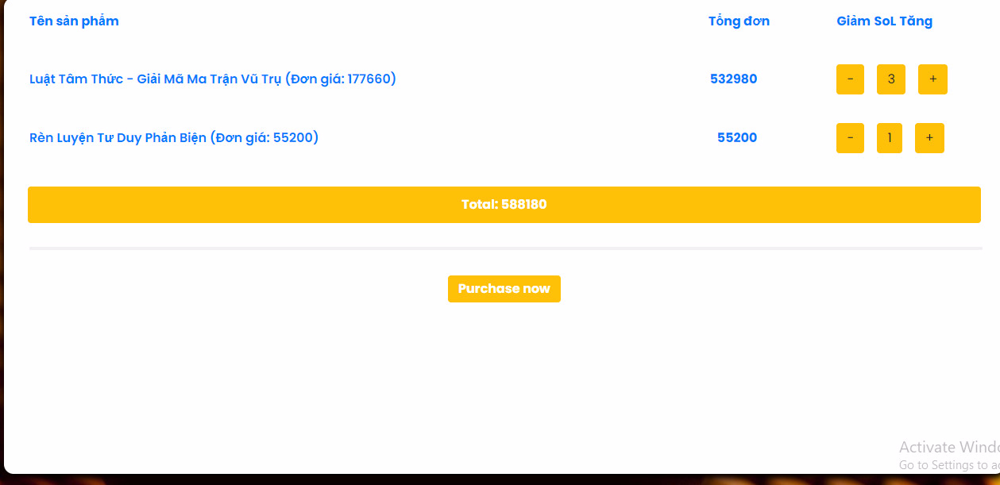 Tên sản phẩm Tổng đơn Giảm SoL Tăng
Luật Tâm Thức - Giải Mã Ma Trận Vũ Trụ (Đơn giá: 177660) 532980 - 3 +
Rèn Luyện Tư Duy Phản Biện (Đơn giá: 55200) 55200 - 1 +
Total: 588180
Purchase now
Activate Windo
Go to Settings to a